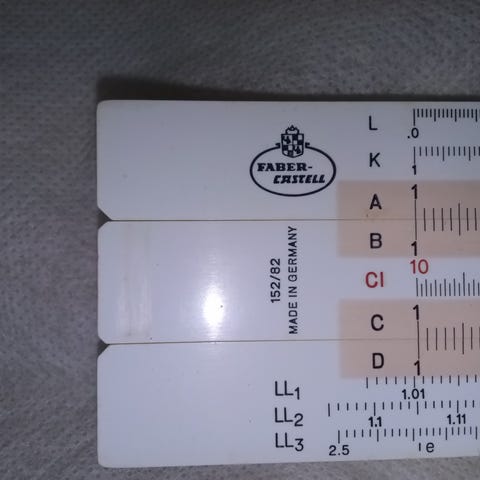 FABER-
CASTELL
152/82
MADE IN GERMANY
L .0
K 1
A 1
B 1
CI 10
C 1
D 1
LL1 1.01
LL2 1.1 1.11
LL3 2.5 e